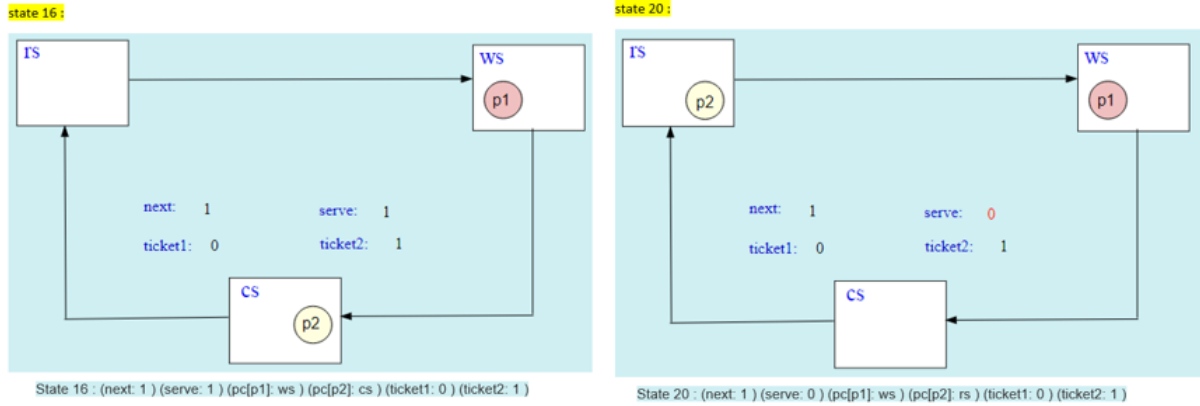 state 16 :
rs
ws
p1
next: 1
serve: 1
ticket1: 0
ticket2: 1
cs
p2
State 16 : (next: 1 ) (serve: 1 ) (pc[p1]: ws ) (pc[p2]: cs ) (ticket1: 0 ) (ticket2: 1 )
state 20 :
rs
p2
ws
p1
next: 1
serve: 0
ticket1: 0
ticket2: 1
cs
State 20 : (next: 1 ) (serve: 0 ) (pc[p1]: ws ) (pc[p2]: rs ) (ticket1: 0 ) (ticket2: 1 )